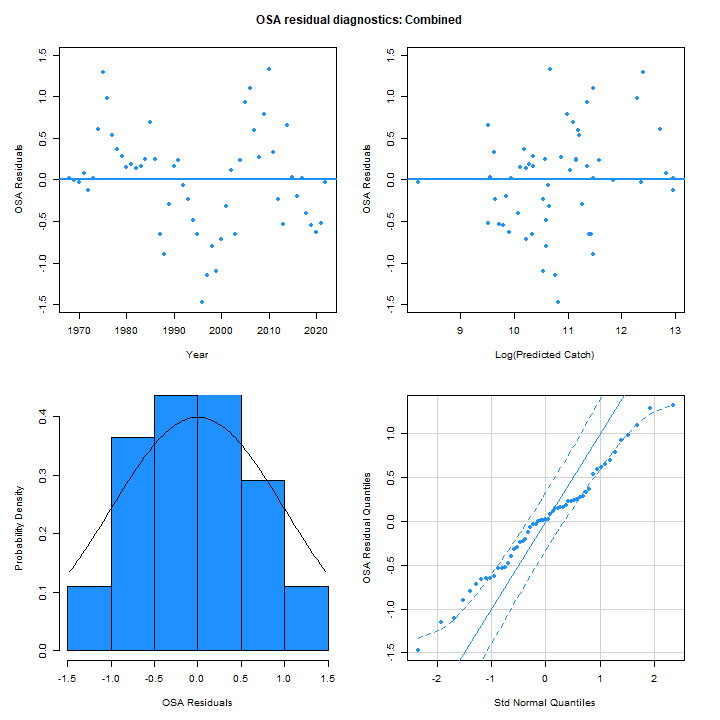 OSA residual diagnostics: Combined
OSA Residuals
1.5
1.0
0.5
0.0
-0.5
-1.0
-1.5
1970 1980 1990 2000 2010 2020
Year
OSA Residuals
1.5
1.0
0.5
0.0
-0.5
-1.0
-1.5
9 10 11 12 13
Log(Predicted Catch)
Probability Density
0.4
0.3
0.2
0.1
0.0
-1.5 -1.0 -0.5 0.0 0.5 1.0 1.5
OSA Residuals
OSA Residual Quantiles
1.0
0.5
0.0
-0.5
-1.0
-1.5
-2 -1 0 1 2
Std Normal Quantiles